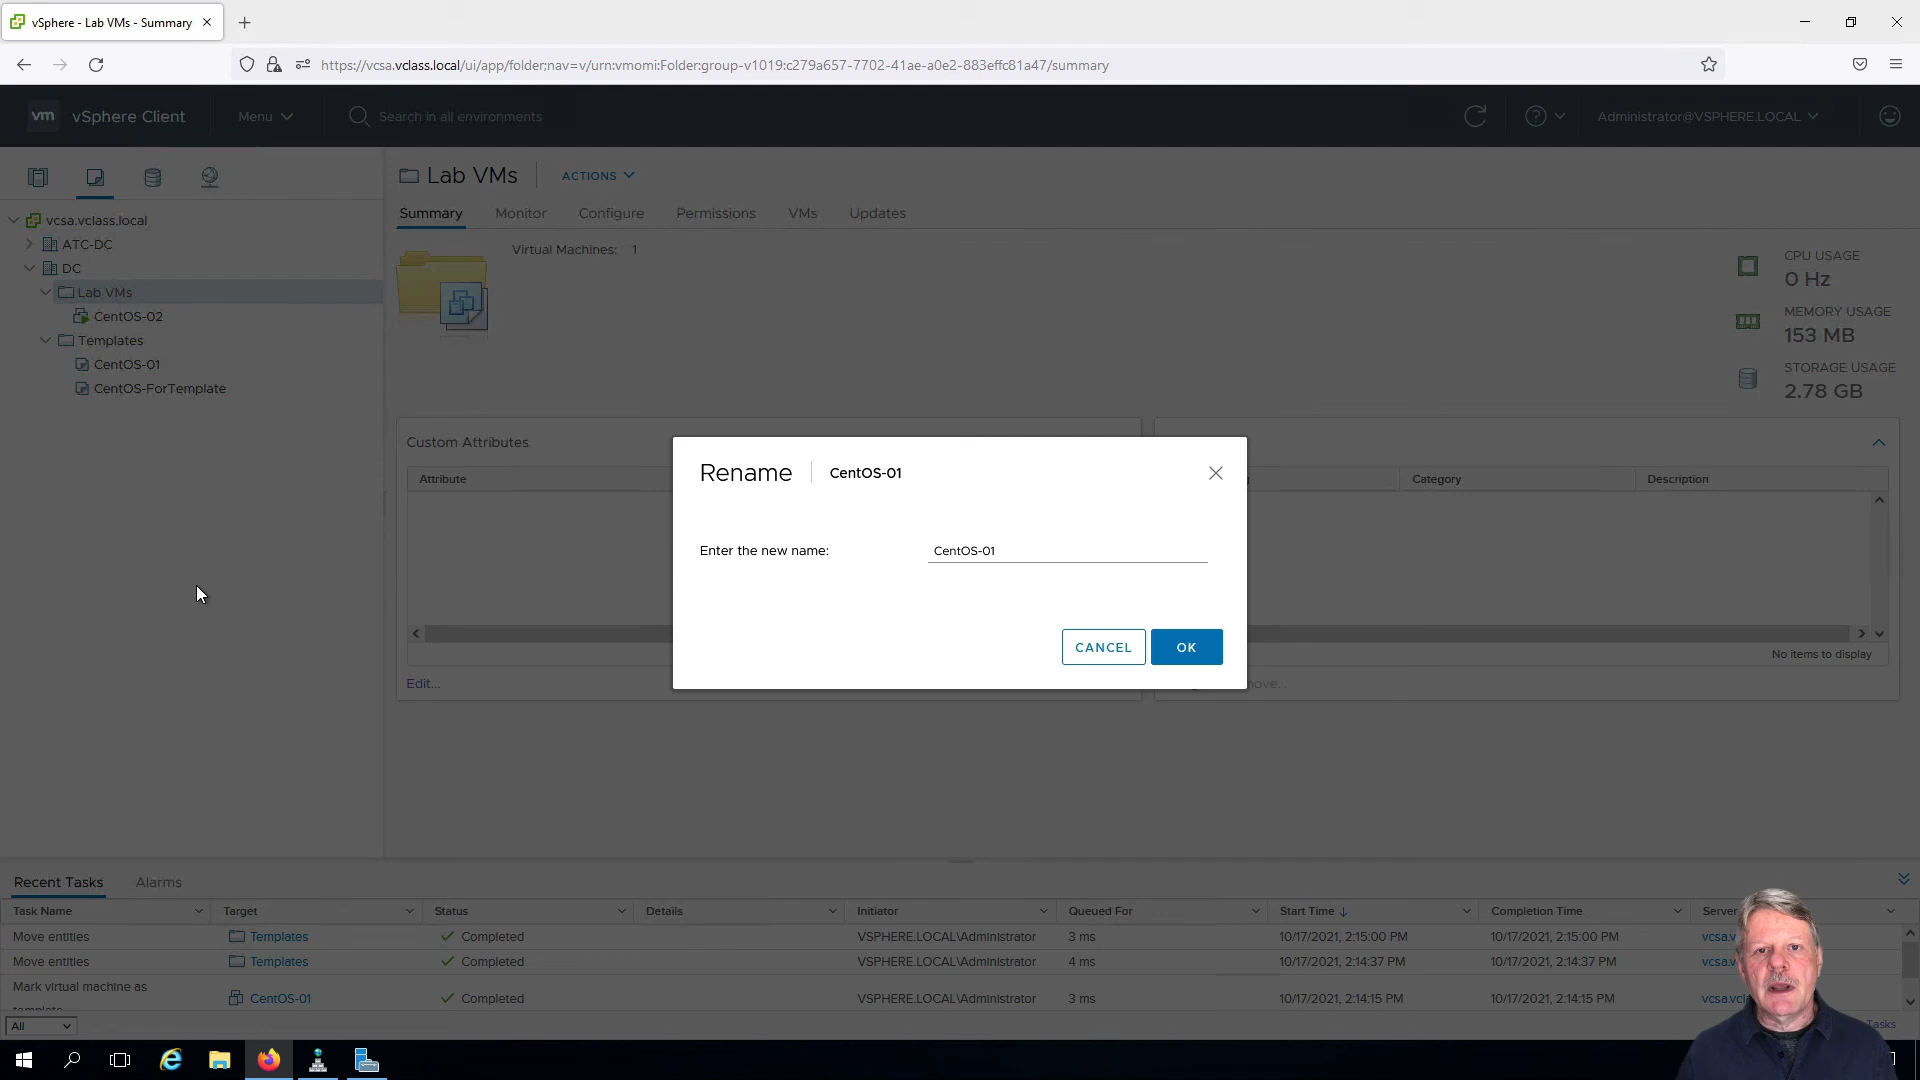 vSphere - Lab VMs - Summary
https://vcsa.vclass.local/ui/app/folder;nav=v/urn:vmomi:Folder:group-v1019:c279a657-7702-41ae-a0e2-883effc81a47/summary
vm vSphere Client Menu Search in all environments Administrator@VSPHERE.LOCAL
vcsa.vclass.local
ATC-DC
DC
Lab VMs
CentOS-02
Templates
CentOS-01
CentOS-ForTemplate
Lab VMs ACTIONS
Summary Monitor Configure Permissions VMs Updates
Virtual Machines: 1
CPU USAGE
0 Hz
MEMORY USAGE
153 MB
STORAGE USAGE
2.78 GB
Custom Attributes
Attribute
Category Description
No items to display
Edit...
Rename CentOS-01
Enter the new name: CentOS-01
CANCEL OK
Recent Tasks Alarms
Task Name Target Status Details Initiator Queued For Start Time Completion Time Server
Move entities Templates Completed VSPHERE.LOCAL\Administrator 3 ms 10/17/2021, 2:15:00 PM 10/17/2021, 2:15:00 PM vcsa.v
Move entities Templates Completed VSPHERE.LOCAL\Administrator 4 ms 10/17/2021, 2:14:37 PM 10/17/2021, 2:14:37 PM vcsa.v
Mark virtual machine as CentOS-01 Completed VSPHERE.LOCAL\Administrator 3 ms 10/17/2021, 2:14:15 PM 10/17/2021, 2:14:15 PM vcsa.vcl
All
Tasks